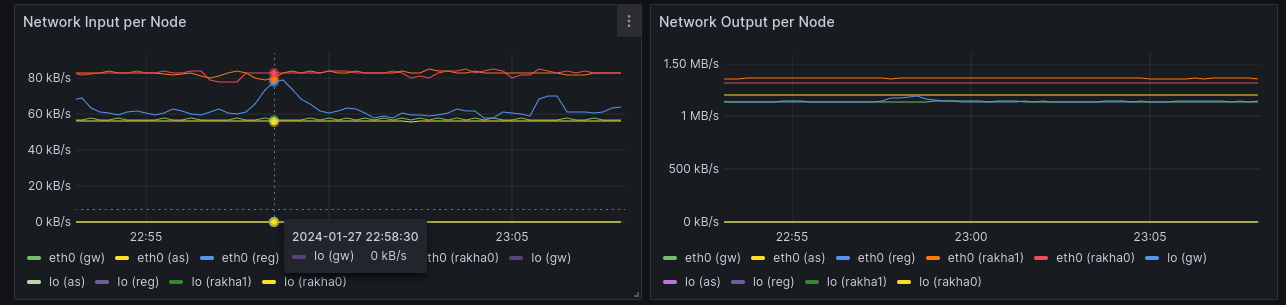 Network Input per Node
80 kB/s
60 kB/s
40 kB/s
20 kB/s
0 kB/s
22:55
23:05
2024-01-27 22:58:30
lo (gw) 0 kB/s
eth0 (gw) eth0 (as) eth0 (reg) th0 (rakha0) lo (gw)
lo (as) lo (reg) lo (rakha1) lo (rakha0)
Network Output per Node
1.50 MB/s
1 MB/s
500 kB/s
0 kB/s
22:55
23:00
23:05
eth0 (gw) eth0 (as) eth0 (reg) eth0 (rakha1) eth0 (rakha0) lo (gw)
lo (as) lo (reg) lo (rakha1) lo (rakha0)